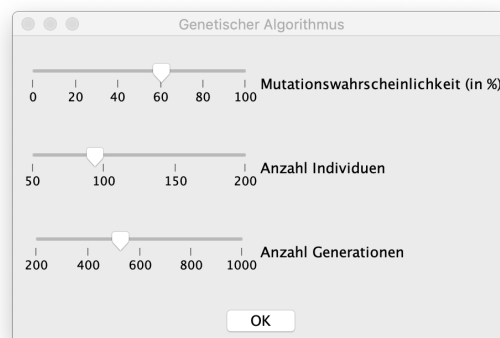 Genetischer Algorithmus
Mutationswahrscheinlichkeit (in %)
0 20 40 60 80 100
Anzahl Individuen
50 100 150 200
Anzahl Generationen
200 400 600 800 1000
OK